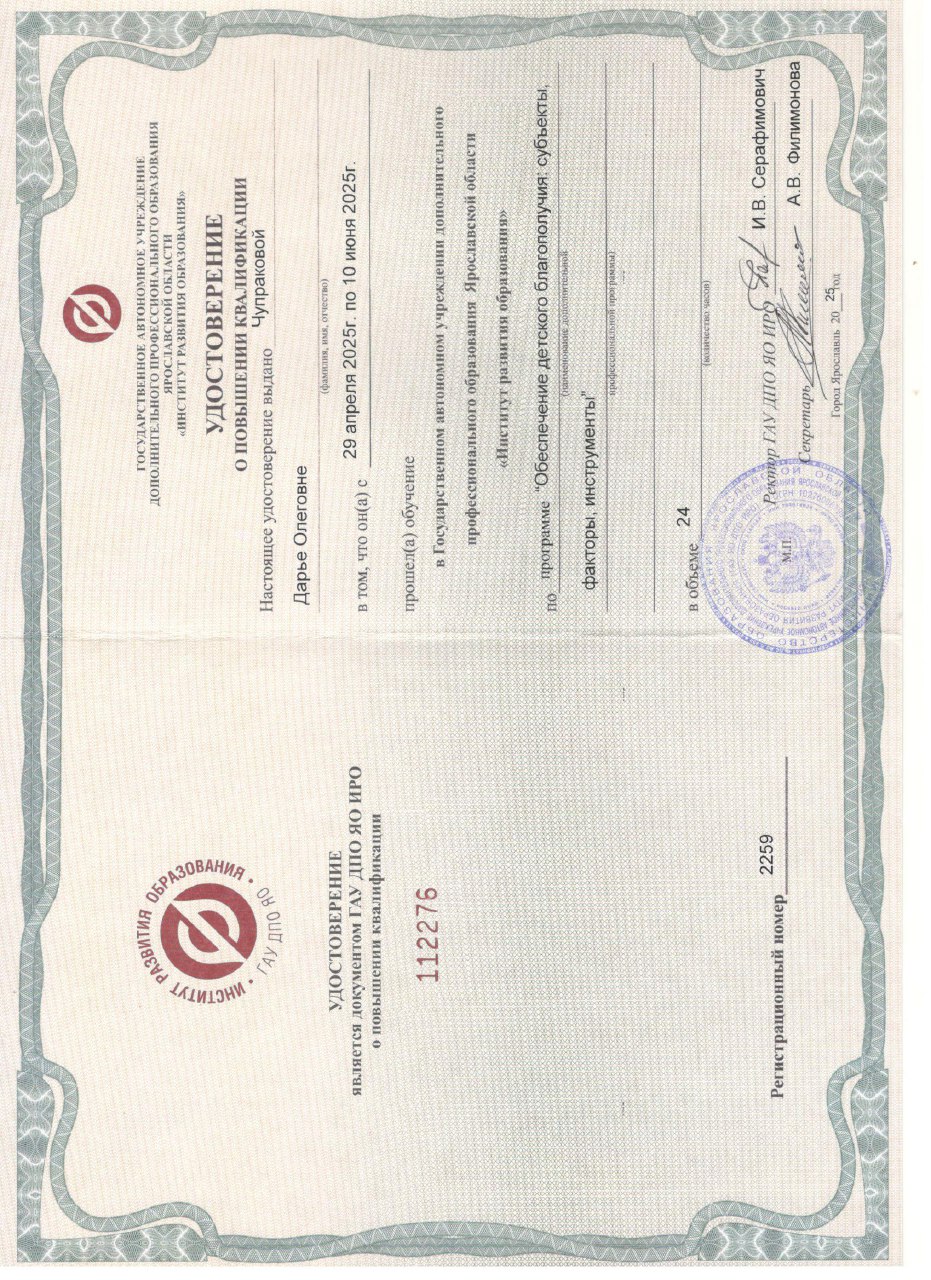 ИНСТИТУТ РАЗВИТИЯ ОБРАЗОВАНИЯ
ГАУ ДПО ЯО
УДОСТОВЕРЕНИЕ
является документом ГАУ ДПО ЯО ИРО
о повышении квалификации
112276
Регистрационный номер 2259
ГОСУДАРСТВЕННОЕ АВТОНОМНОЕ УЧРЕЖДЕНИЕ
ДОПОЛНИТЕЛЬНОГО ПРОФЕССИОНАЛЬНОГО ОБРАЗОВАНИЯ
ЯРОСЛАВСКОЙ ОБЛАСТИ
«ИНСТИТУТ РАЗВИТИЯ ОБРАЗОВАНИЯ»
УДОСТОВЕРЕНИЕ
О ПОВЫШЕНИИ КВАЛИФИКАЦИИ
Настоящее удостоверение выдано Чупраковой
Дарье Олеговне
(фамилия, имя, отчество)
в том, что он(а) с 29 апреля 2025г. по 10 июня 2025г.
прошел(а) обучение
в Государственном автономном учреждении дополнительного
профессионального образования Ярославской области
«Институт развития образования»
по программе "Обеспечение детского благополучия: субъекты,
(наименование дополнительной
факторы, инструменты"
профессиональной программы)
в объеме 24
(количество часов)
М.П.
Ректор ГАУ ДПО ЯО ИРО И.В. Серафимович
Секретарь А.В. Филимонова
Город Ярославль 2025 год